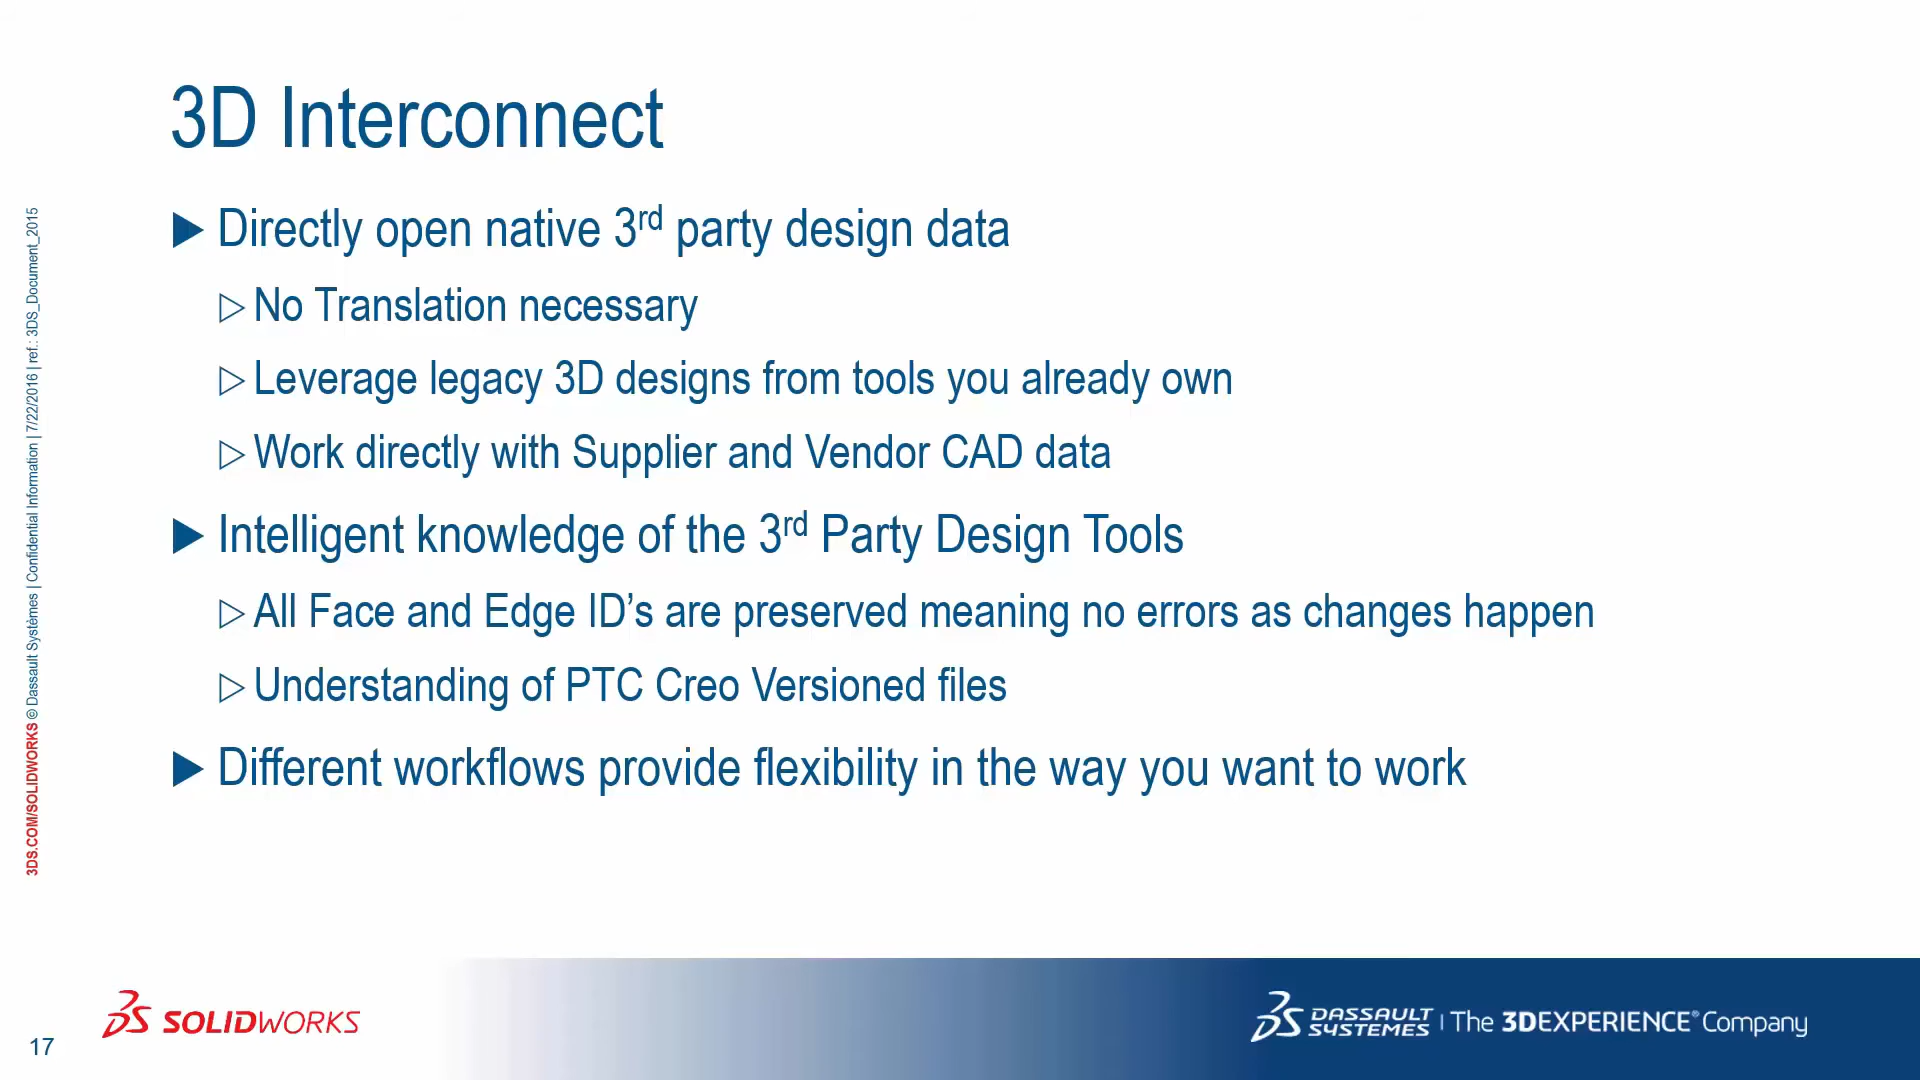 3D Interconnect
Directly open native 3rd party design data
No Translation necessary
Leverage legacy 3D designs from tools you already own
Work directly with Supplier and Vendor CAD data
Intelligent knowledge of the 3rd Party Design Tools
All Face and Edge ID’s are preserved meaning no errors as changes happen
Understanding of PTC Creo Versioned files
Different workflows provide flexibility in the way you want to work
3DS.COM/SOLIDWORKS © Dassault Systèmes | Confidential Information | 7/22/2016 | ref.: 3DS_Document_2015
17
SOLIDWORKS
DASSAULT SYSTEMES | The 3DEXPERIENCE® Company